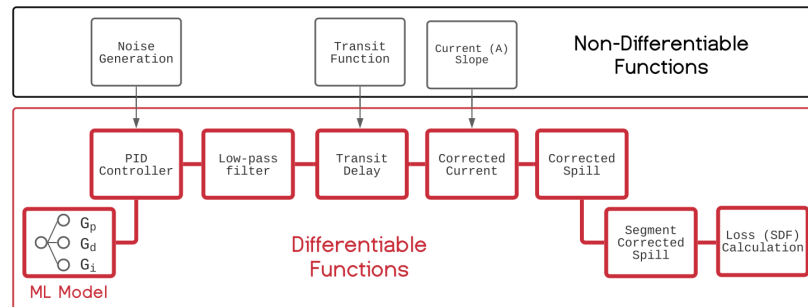 Noise
Generation
Transit
Function
Current (A)
Slope
Non-Differentiable
Functions
PID
Controller
Low-pass
filter
Transit
Delay
Corrected
Current
Corrected
Spill
Gp
Gd
Gi
ML Model
Differentiable
Functions
Segment
Corrected
Spill
Loss (SDF)
Calculation